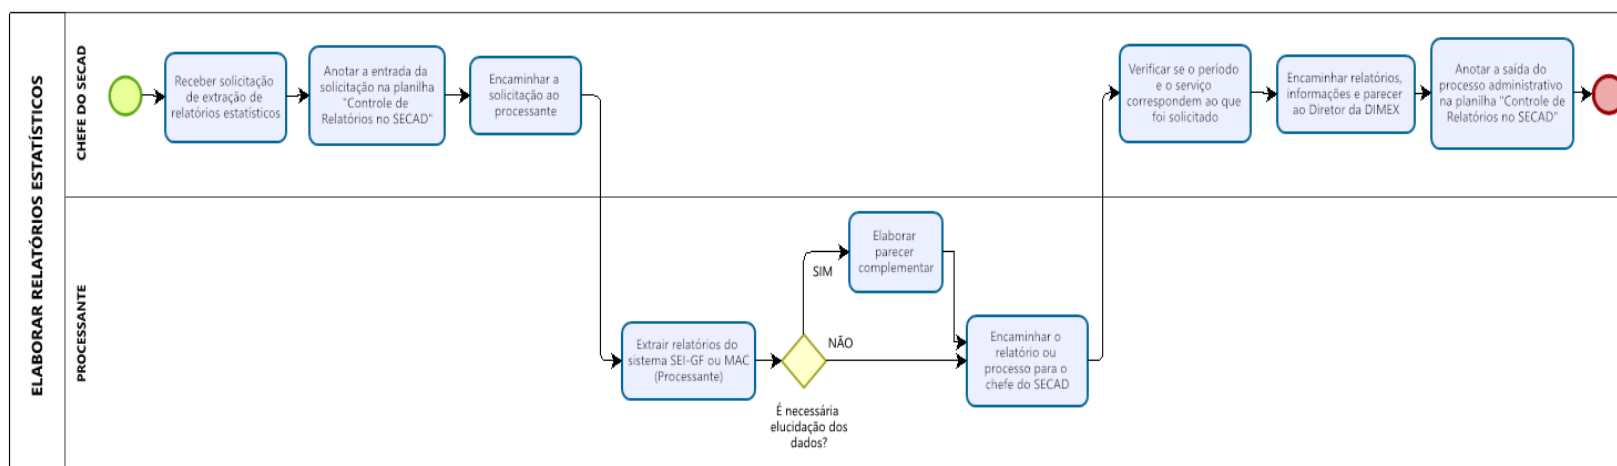 ELABORAR RELATÓRIOS ESTATÍSTICOS
CHEFE DO SECAD
Receber solicitação
de extração de
relatórios estatísticos
Anotar a entrada da
solicitação na planilha
"Controle de
Relatórios no SECAD"
Encaminhar a
solicitação ao
processante
Verificar se o período
e o serviço
correspondem ao que
foi solicitado
Encaminhar relatórios,
informações e parecer
ao Diretor da DIMEX
Anotar a saída do
processo administrativo
na planilha "Controle de
Relatórios no SECAD"
PROCESSANTE
Extrair relatórios do
sistema SEI-GF ou MAC
(Processante)
É necessária
elucidação dos
dados?
SIM
NÃO
Elaborar
parecer
complementar
Encaminhar o
relatório ou
processo para o
chefe do SECAD